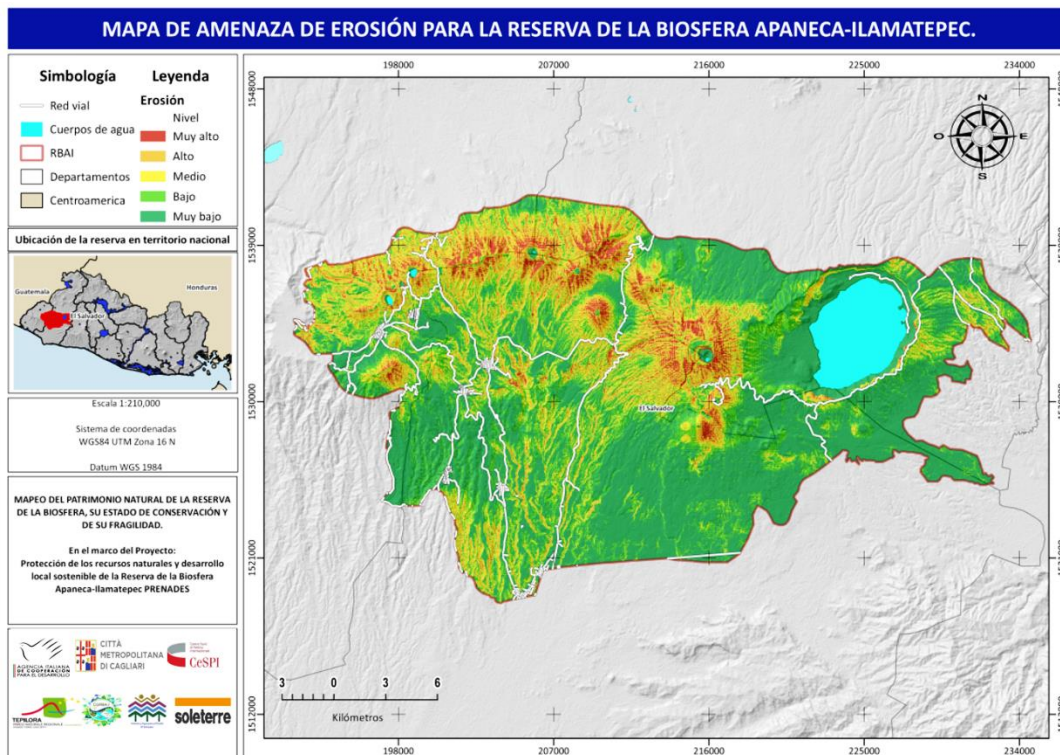 MAPA DE AMENAZA DE EROSIÓN PARA LA RESERVA DE LA BIOSFERA APANECA-ILAMATEPEC.
Simbología
Red vial
Cuerpos de agua
RBAI
Departamentos
Centroamerica
Leyenda
Erosión
Nivel
Muy alto
Alto
Medio
Bajo
Muy bajo
Ubicación de la reserva en territorio nacional
Guatemala
Honduras
El Salvador
Escala 1:210,000
Sistema de coordenadas
WGS84 UTM Zona 16 N
Datum WGS 1984
MAPEO DEL PATRIMONIO NATURAL DE LA RESERVA
DE LA BIOSFERA, SU ESTADO DE CONSERVACIÓN Y
DE SU FRAGILIDAD.
En el marco del Proyecto:
Protección de los recursos naturales y desarrollo
local sostenible de la Reserva de la Biosfera
Apaneca-Ilamatepec PRENADES
AGENCIA ITALIANA
DE COOPERAZIONE
PER LO SVILUPPO
CITTÀ
METROPOLITANA
DI CAGLIARI
CeSPI
TEPILORA
soleterre
198000 207000 216000 225000 234000
1548000
1539000
1530000
1521000
1512000
N
O E
S
El Salvador
3 0 3 6
Kilómetros
198000 207000 216000 225000 234000